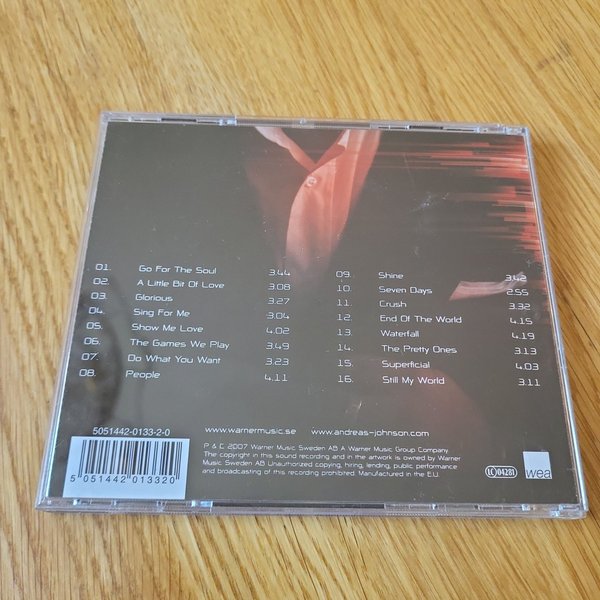 01. Go For The Soul 3.44
02. A Little Bit Of Love 3.08
03. Glorious 3.27
04. Sing For Me 3.04
05. Show Me Love 4.02
06. The Games We Play 3.49
07. Do What You Want 3.23
08. People 4.11
09. Shine 3.42
10. Seven Days 2.55
11. Crush 3.32
12. End Of The World 4.15
13. Waterfall 4.19
14. The Pretty Ones 3.13
15. Superficial 4.03
16. Still My World 3.11
www.warnermusic.se www.andreas-johnson.com
P & C 2007 Warner Music Sweden AB A Warner Music Group Company.
The copyright in this sound recording and in the artwork is owned by Warner
Music Sweden AB Unauthorized copying, hiring, lending, public performance
and broadcasting of this recording prohibited. Manufactured in the E.U.
5051442-0133-2-0
5 051442 013320
LC 04281
wea